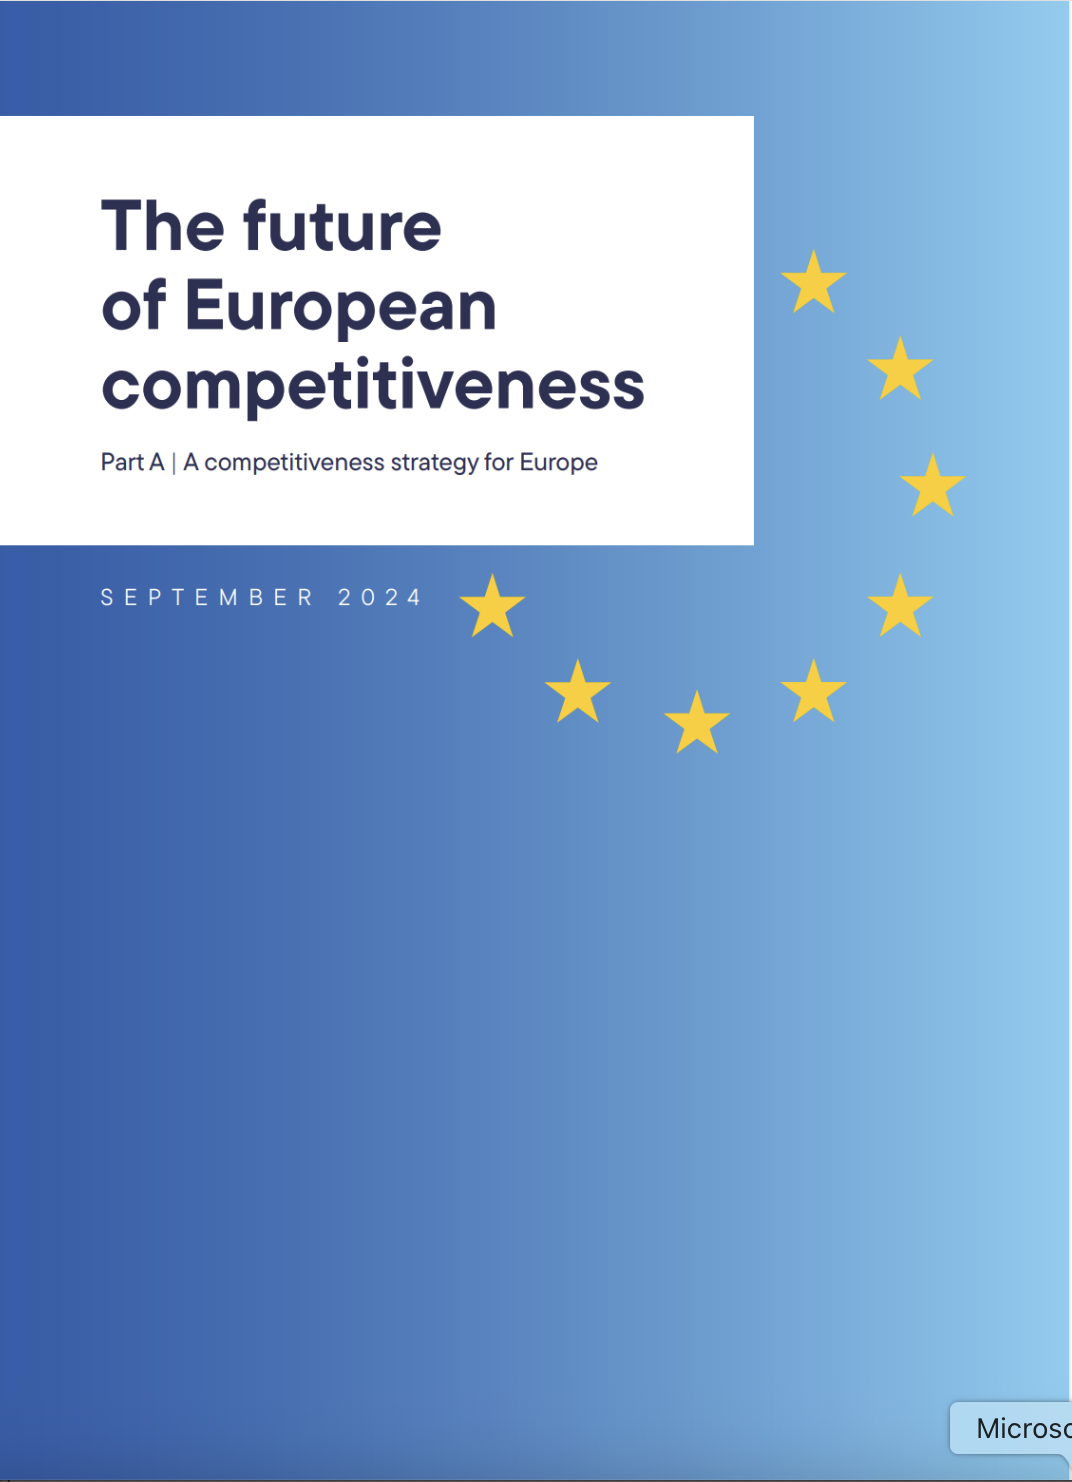 The future
of European
competitiveness
Part A | A competitiveness strategy for Europe
SEPTEMBER 2024